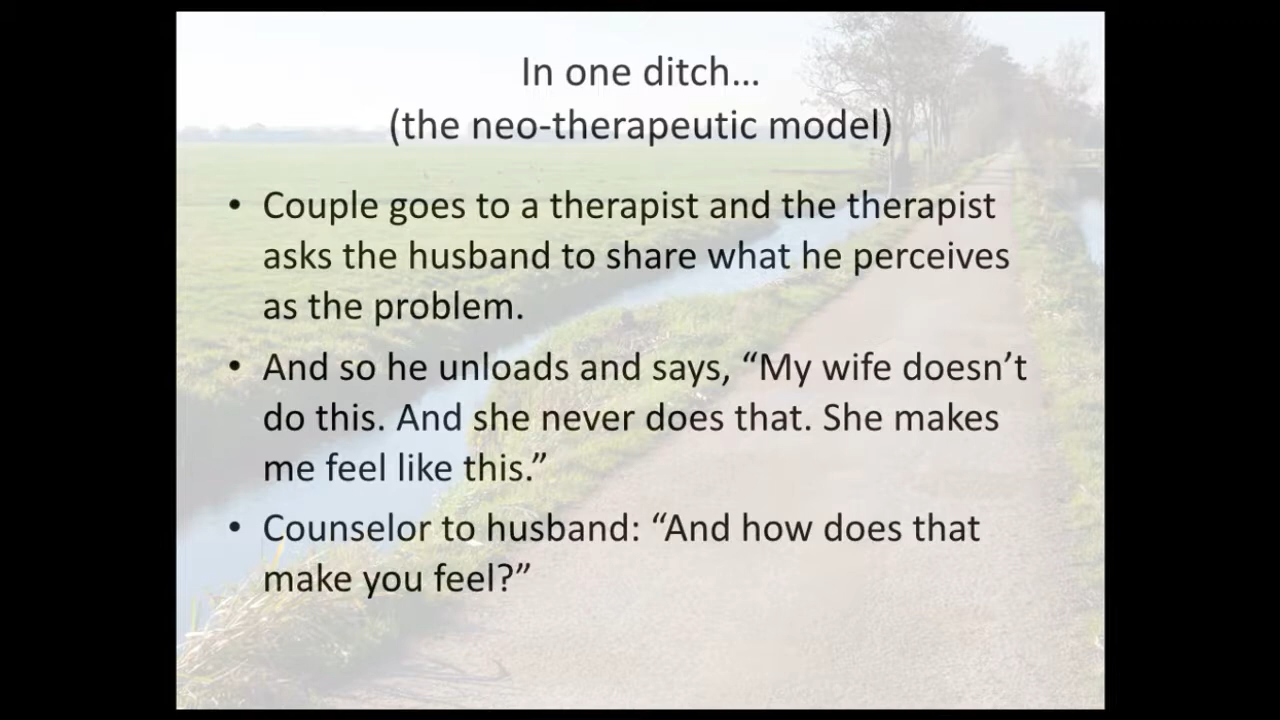 In one ditch…
(the neo-therapeutic model)
• Couple goes to a therapist and the therapist
asks the husband to share what he perceives
as the problem.
• And so he unloads and says, “My wife doesn’t
do this. And she never does that. She makes
me feel like this.”
• Counselor to husband: “And how does that
make you feel?”